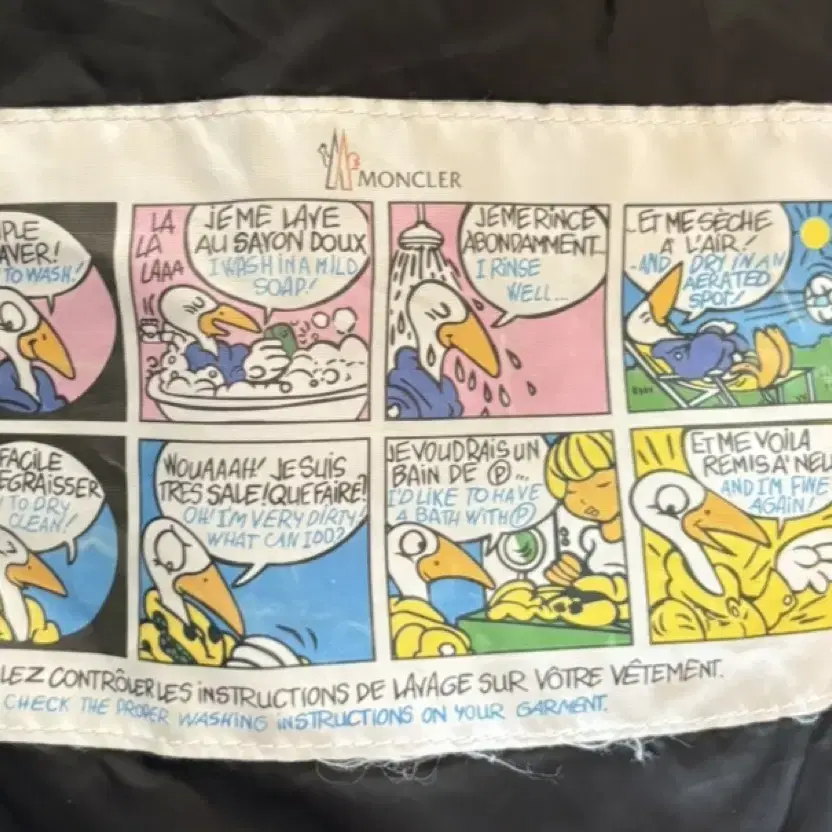 MONCLER
PLE
AVER!
TO WASH!
LA
LA
LAAA
JE ME LAVE
AU SAVON DOUX
I WASH IN A MILD
SOAP!
JE ME RINCE
ABONDAMMENT...
I RINSE
WELL...
..ET ME SÈCHE
A' L'AIR!
-AND DRY IN AN
AERATED
SPOT!
FACILE
EGRAISSER
TO DRY
CLEAN!
WOUAAAH! JE SUIS
TRES SALE! QUE FAIRE?
OH! I'M VERY DIRTY!
WHAT CAN I DO?
JE VOUDRAIS UN
BAIN DE Ⓟ...
I'D LIKE TO HAVE
A BATH WITH Ⓟ
ET ME VOILA
REMIS A' NEU
AND I'M FINE
AGAIN!
LEZ CONTRÔLER LES INSTRUCTIONS DE LAVAGE SUR VÔTRE VÊTEMENT.
CHECK THE PROPER WASHING INSTRUCTIONS ON YOUR GARMENT.